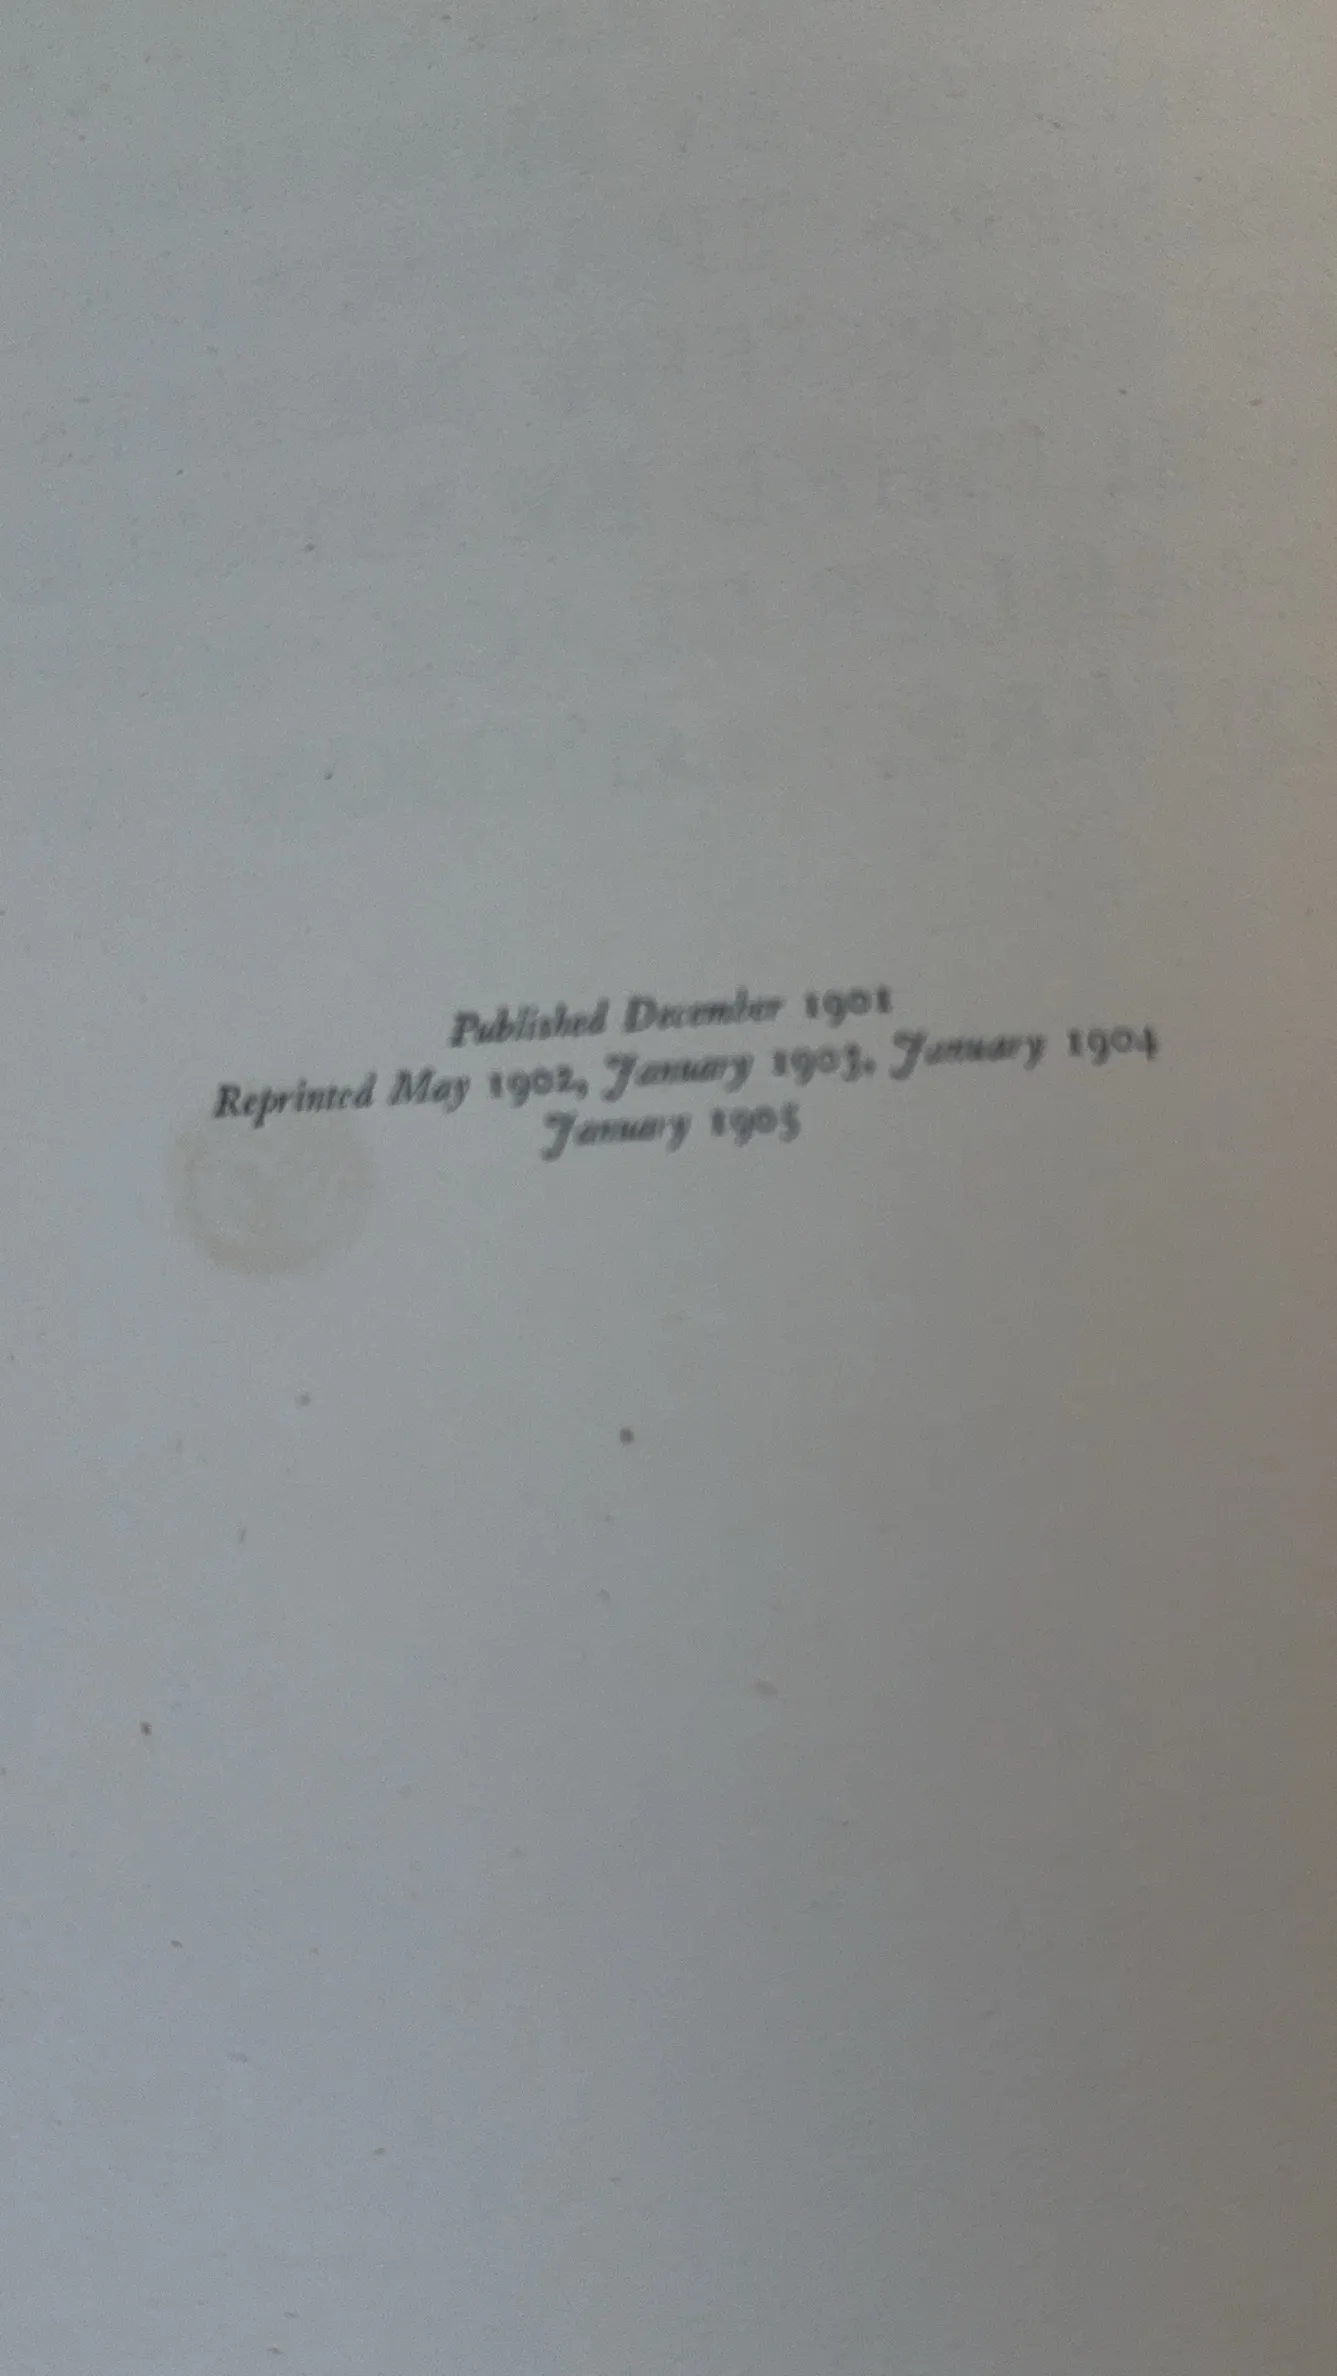 Published December 1901
Reprinted May 1902, January 1903, January 1904
January 1905